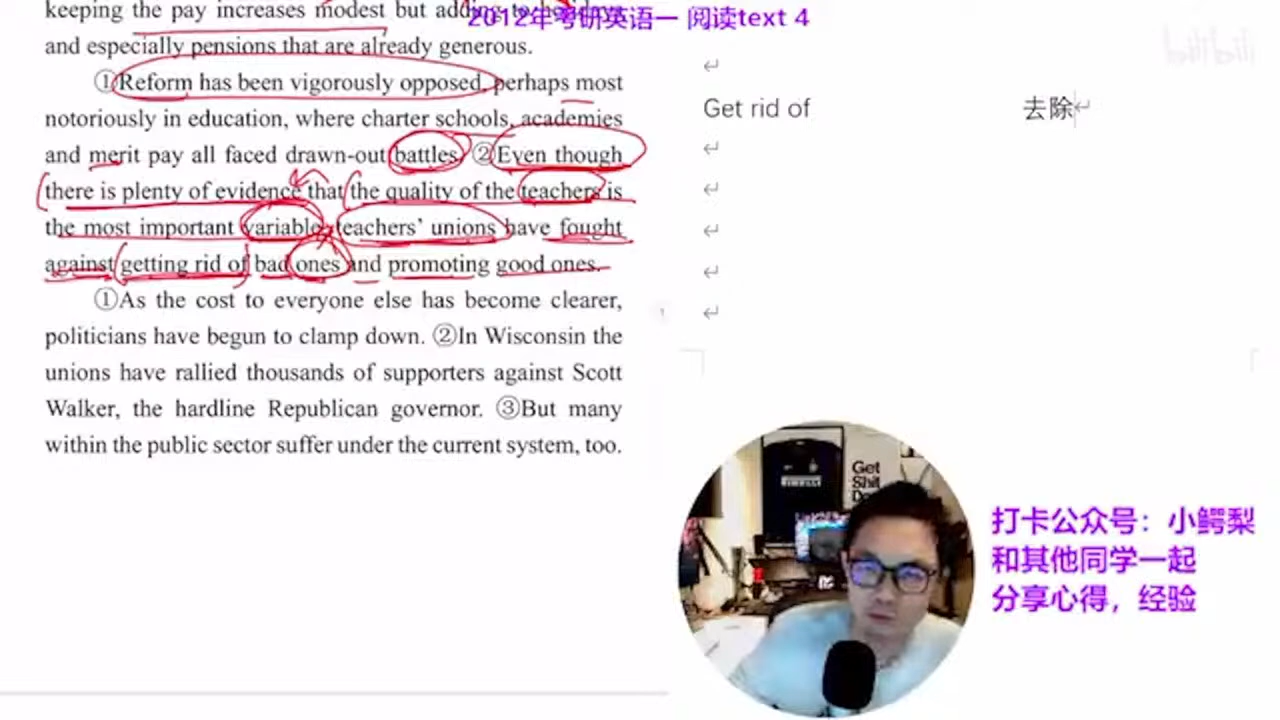 keeping the pay increases modest but adding to
2012年考研英语一 阅读text 4
and especially pensions that are already generous.
①Reform has been vigorously opposed, perhaps most
notoriously in education, where charter schools, academies
and merit pay all faced drawn-out battles. ②Even though
there is plenty of evidence that the quality of the teachers is
the most important variable, teachers' unions have fought
against getting rid of bad ones and promoting good ones.
①As the cost to everyone else has become clearer,
politicians have begun to clamp down. ②In Wisconsin the
unions have rallied thousands of supporters against Scott
Walker, the hardline Republican governor. ③But many
within the public sector suffer under the current system, too.
bilibili
Get rid of 去除
PIRELLI
Get
Shit
打卡公众号：小鳄梨
和其他同学一起
分享心得，经验